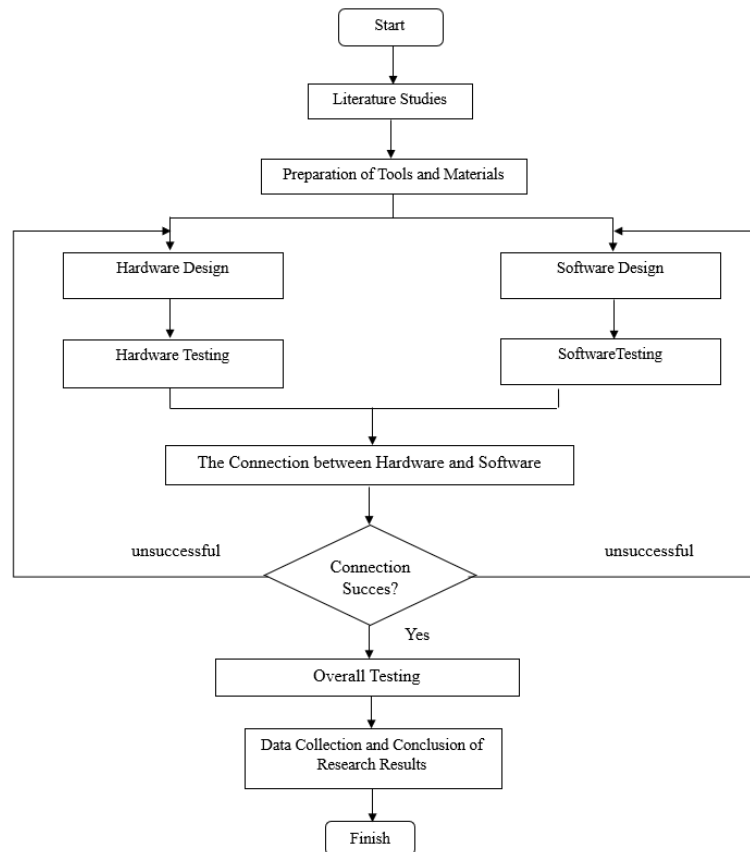 Start
Literature Studies
Preparation of Tools and Materials
Hardware Design
Software Design
Hardware Testing
SoftwareTesting
The Connection between Hardware and Software
unsuccessful
Connection
Succes?
unsuccessful
Yes
Overall Testing
Data Collection and Conclusion of
Research Results
Finish